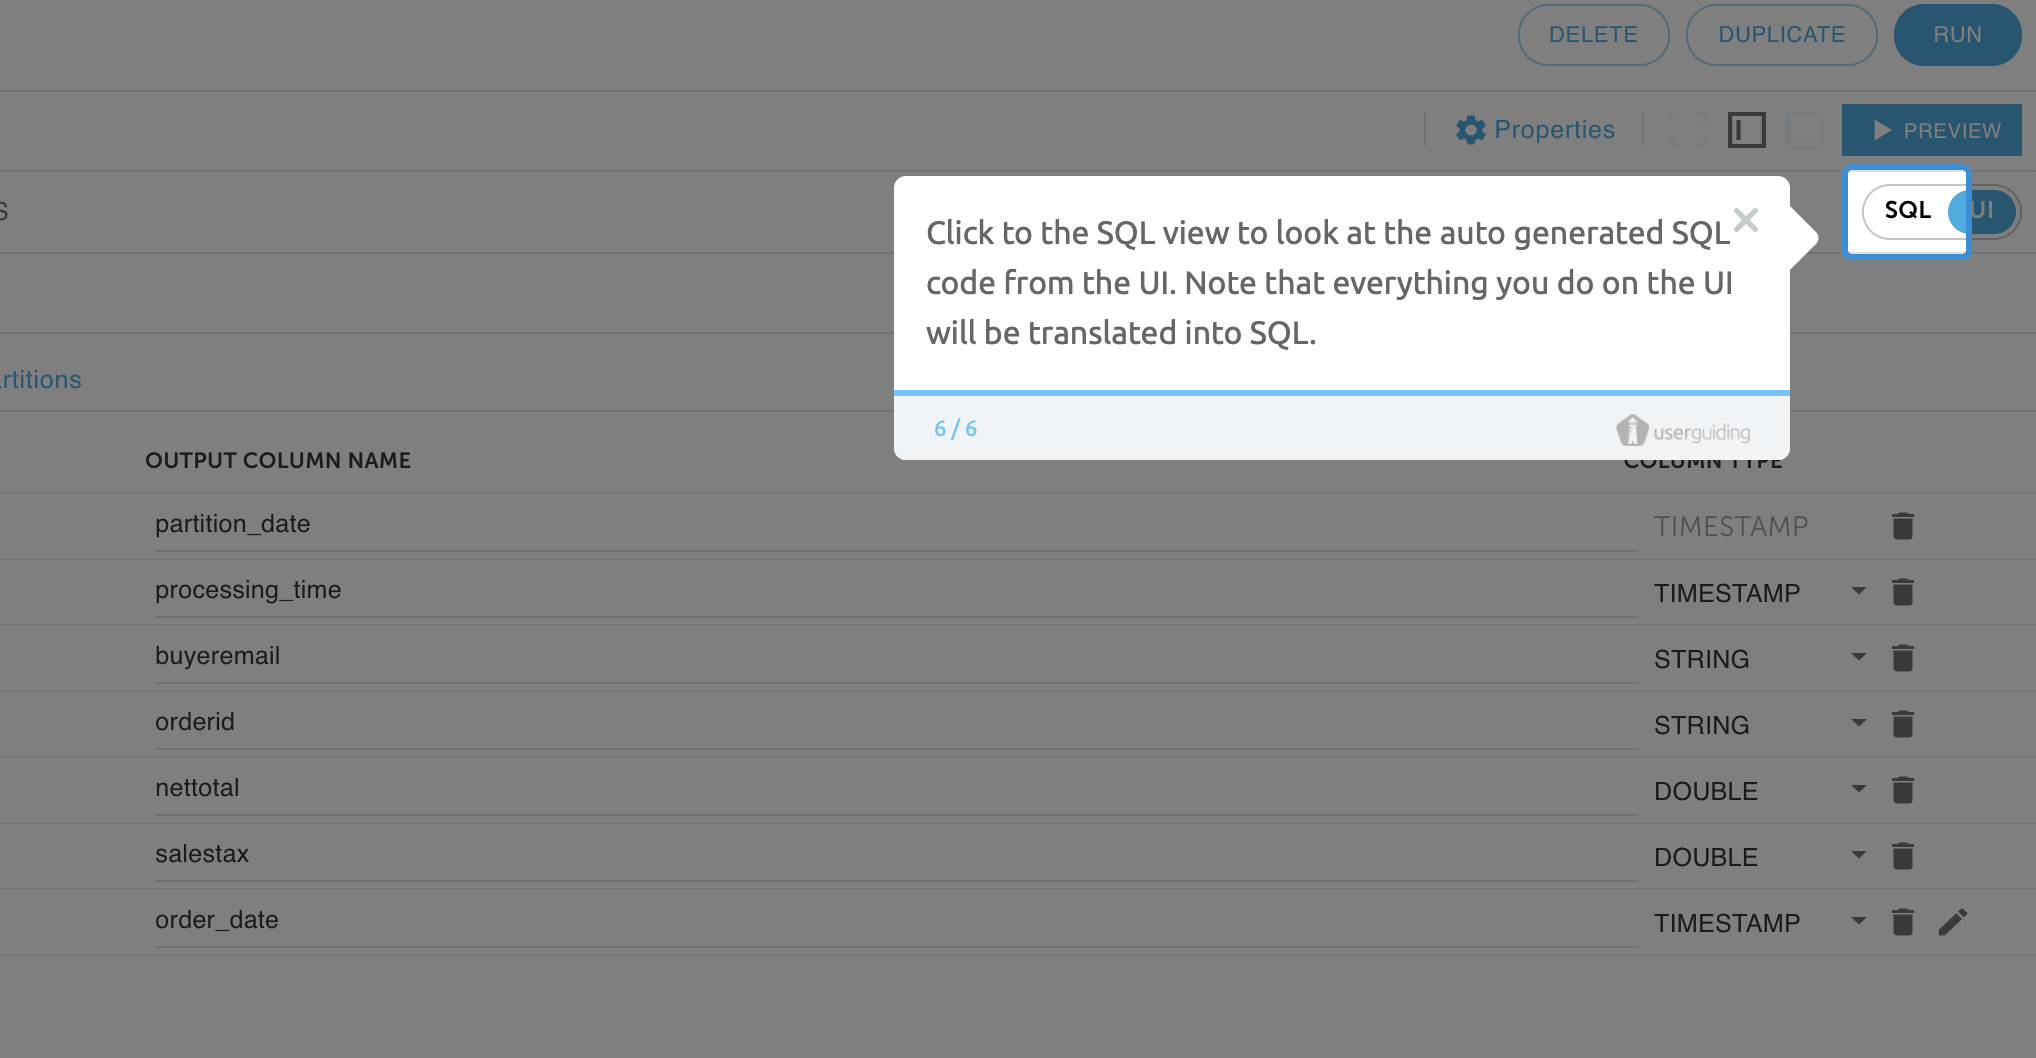 DELETE DUPLICATE RUN
Properties PREVIEW
S
SQL UI
Click to the SQL view to look at the auto generated SQL
code from the UI. Note that everything you do on the UI
will be translated into SQL.
rtitions
6 / 6 userguiding
OUTPUT COLUMN NAME COLUMN TYPE
partition_date TIMESTAMP
processing_time TIMESTAMP
buyeremail STRING
orderid STRING
nettotal DOUBLE
salestax DOUBLE
order_date TIMESTAMP